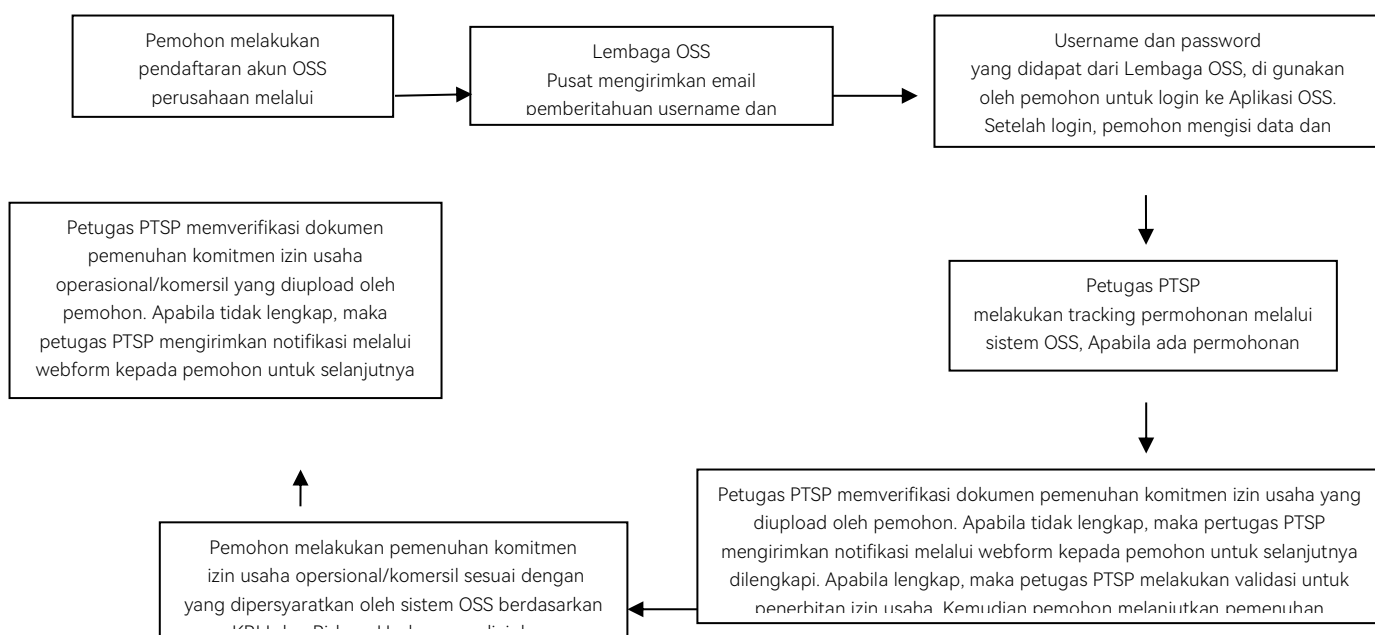 Pemohon melakukan
pendaftaran akun OSS
perusahaan melalui
Lembaga OSS
Pusat mengirimkan email
pemberitahuan username dan
Username dan password
yang didapat dari Lembaga OSS, di gunakan
oleh pemohon untuk login ke Aplikasi OSS.
Setelah login, pemohon mengisi data dan
Petugas PTSP
melakukan tracking permohonan melalui
sistem OSS, Apabila ada permohonan
Petugas PTSP memverifikasi dokumen pemenuhan komitmen izin usaha yang
diupload oleh pemohon. Apabila tidak lengkap, maka pertugas PTSP
mengirimkan notifikasi melalui webform kepada pemohon untuk selanjutnya
dilengkapi. Apabila lengkap, maka petugas PTSP melakukan validasi untuk
penerbitan izin usaha. Kemudian pemohon melanjutkan pemenuhan
Pemohon melakukan pemenuhan komitmen
izin usaha opersional/komersil sesuai dengan
yang dipersyaratkan oleh sistem OSS berdasarkan
Petugas PTSP memverifikasi dokumen
pemenuhan komitmen izin usaha
operasional/komersil yang diupload oleh
pemohon. Apabila tidak lengkap, maka
petugas PTSP mengirimkan notifikasi melalui
webform kepada pemohon untuk selanjutnya